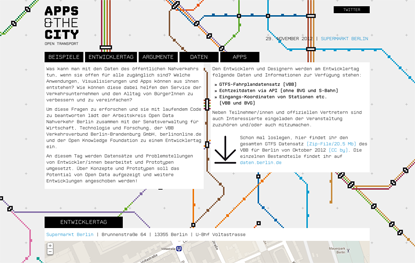 APPS
&THE
CITY
OPEN TRANSPORT
TWITTER
29. NOVEMBER 2012 | SUPERMARKT BERLIN
BEISPIELE
ENTWICKLERTAG
ARGUMENTE
DATEN
APPS
Was kann man mit den Daten des öffentlichen Nahverkehrs
tun, wenn sie offen für alle zugänglich sind? Welche
Anwendungen, Visualisierungen und Apps können aus ihnen
entstehen? Wie können diese dabei helfen den Service der
Verkehrsunternehmen und den Alltag von BürgerInnen zu
verbessern und zu vereinfachen?
Um diese Fragen zu erforschen und sie mit laufendem Code
zu beantworten lädt der Arbeitskreis Open Data
Nahverkehr Berlin zusammen mit der Senatsverwaltung für
Wirtschaft, Technologie und Forschung, der VBB
Verkehrsverbund Berlin-Brandenburg GmbH, berlinonline.de
und der Open Knowledge Foundation zu einem Entwicklertag
ein.
An diesem Tag werden Datensätze und Problemstellungen
von EntwicklerInnen bearbeitet und Prototypen
umgesetzt. Über Konzepte und Prototypen soll das
Potential von Open Data aufgezeigt und weitere
Entwicklungen angeschoben werden!
Den Entwicklern und Designern werden am Entwicklertag
folgende Daten und Informationen zur Verfügung stehen:
GTFS-Fahrplandatensatz [VBB]
Echtzeitdaten via API (ohne BVG und S-Bahn)
Eingangs-Koordinaten von Stationen etc.
[VBB und BVG]
Neben TeilnehmerInnen und offiziellen Vertretern sind
auch Interessierte eingeladen der Veranstaltung
zuzuhören und/oder auch mitzumachen.
Schon mal loslegen, hier findet ihr den
gesamten GTFS Datensatz (Zip-File/20.5 mb) des
VBB für Berlin von Oktober 2012 (CC by). Die
einzelnen Bestandteile findet ihr auf
daten.berlin.de
ENTWICKLERTAG
Supermarkt Berlin | Brunnenstraße 64 | 13355 Berlin | U-Bhf Voltastrasse